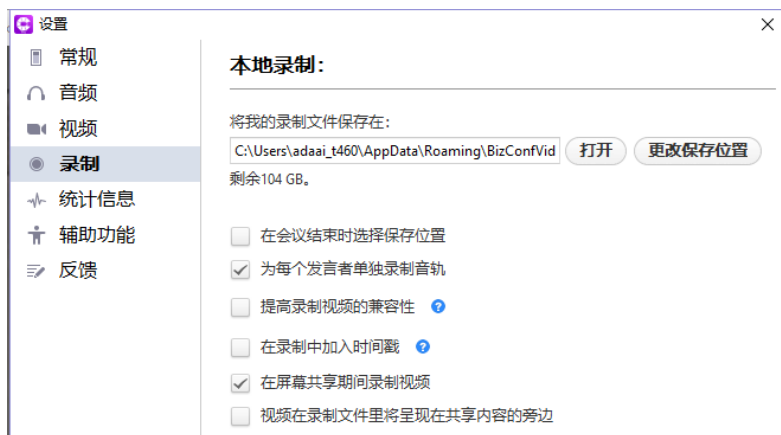 设置
常规
音频
视频
录制
统计信息
辅助功能
反馈
本地录制：
将我的录制文件保存在：
C:\Users\adaai_t460\AppData\Roaming\BizConfVid 打开 更改保存位置
剩余104 GB。
在会议结束时选择保存位置
为每个发言者单独录制音轨
提高录制视频的兼容性 ?
在录制中加入时间戳 ?
在屏幕共享期间录制视频
视频在录制文件里将呈现在共享内容的旁边